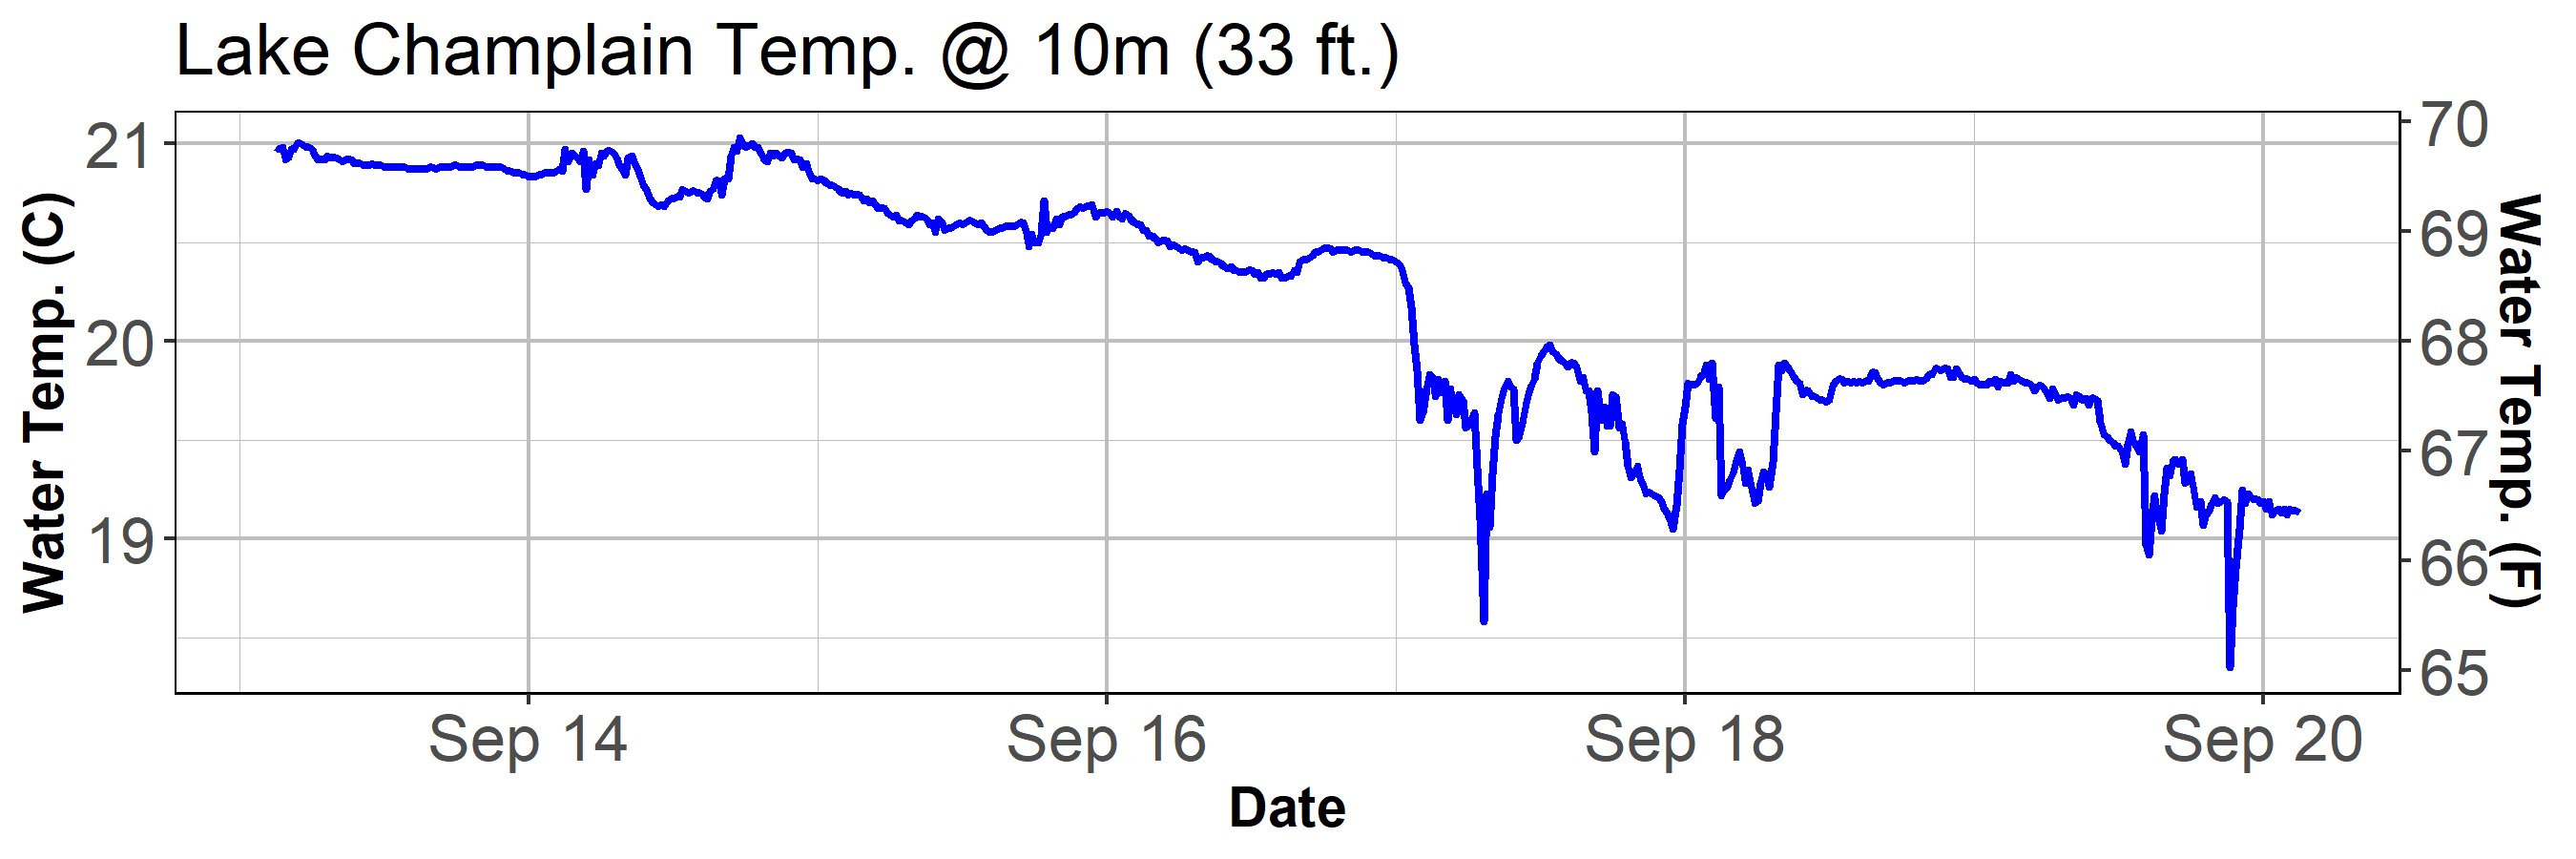 Lake Champlain Temp. @ 10m (33 ft.)
21
20
19
Water Temp. (C)
70
69
68
67
66
65
Water Temp. (F)
Sep 14
Sep 16
Sep 18
Sep 20
Date